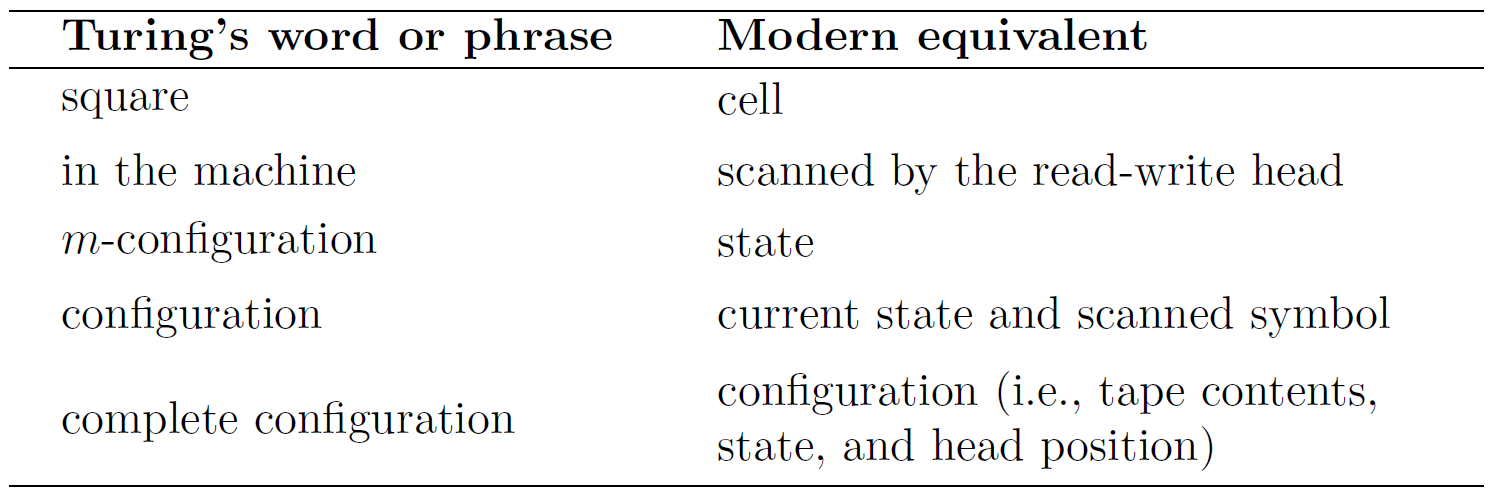 Turing's word or phrase Modern equivalent
square cell
in the machine scanned by the read-write head
m-configuration state
configuration current state and scanned symbol
complete configuration configuration (i.e., tape contents,
state, and head position)